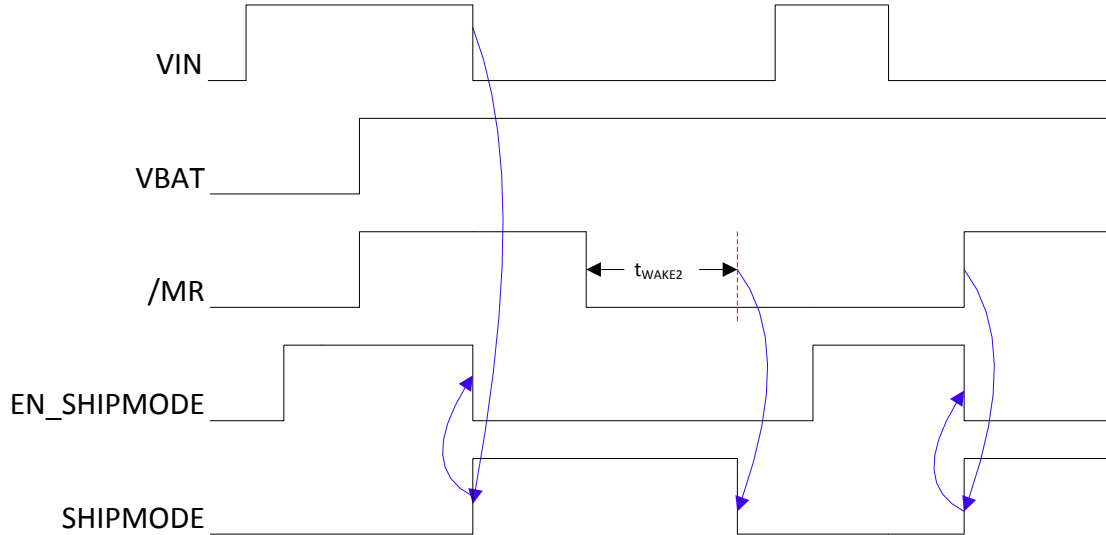 VIN
VBAT
/MR
tWAKE2
EN_SHIPMODE
SHIPMODE